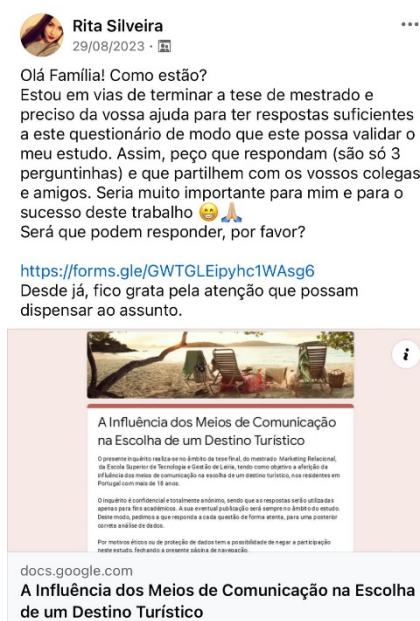 Rita Silveira
29/08/2023 ·
Olá Família! Como estão?
Estou em vias de terminar a tese de mestrado e
preciso da vossa ajuda para ter respostas suficientes
a este questionário de modo que este possa validar o
meu estudo. Assim, peço que respondam (são só 3
perguntinhas) e que partilhem com os vossos colegas
e amigos. Seria muito importante para mim e para o
sucesso deste trabalho 😁🙏🏼
Será que podem responder, por favor?
https://forms.gle/GWTGLEipyhc1WAsg6
Desde já, fico grata pela atenção que possam
dispensar ao assunto.
A Influência dos Meios de Comunicação
na Escolha de um Destino Turístico
O presente inquérito realiza-se no âmbito da tese final, do mestrado Marketing Relacional,
da Escola Superior de Tecnologia e Gestão de Leiria, tendo como objetivo a aferição da
influência dos meios de comunicação na escolha de um destino turístico, nos residentes em
Portugal com mais de 18 anos.
O inquérito é confidencial e totalmente anónimo, sendo que as respostas serão utilizadas
apenas para fins académicos. A sua eventual publicação será sempre no âmbito do estudo.
Deste modo, pedimos a que responda a cada questão de forma atenta, para uma posterior
correta análise de dados.
Por motivos éticos ou de proteção de dados tem a possibilidade de negar a participação
neste estudo, fechando a presente página de navegação.
docs.google.com
A Influência dos Meios de Comunicação na Escolha
de um Destino Turístico